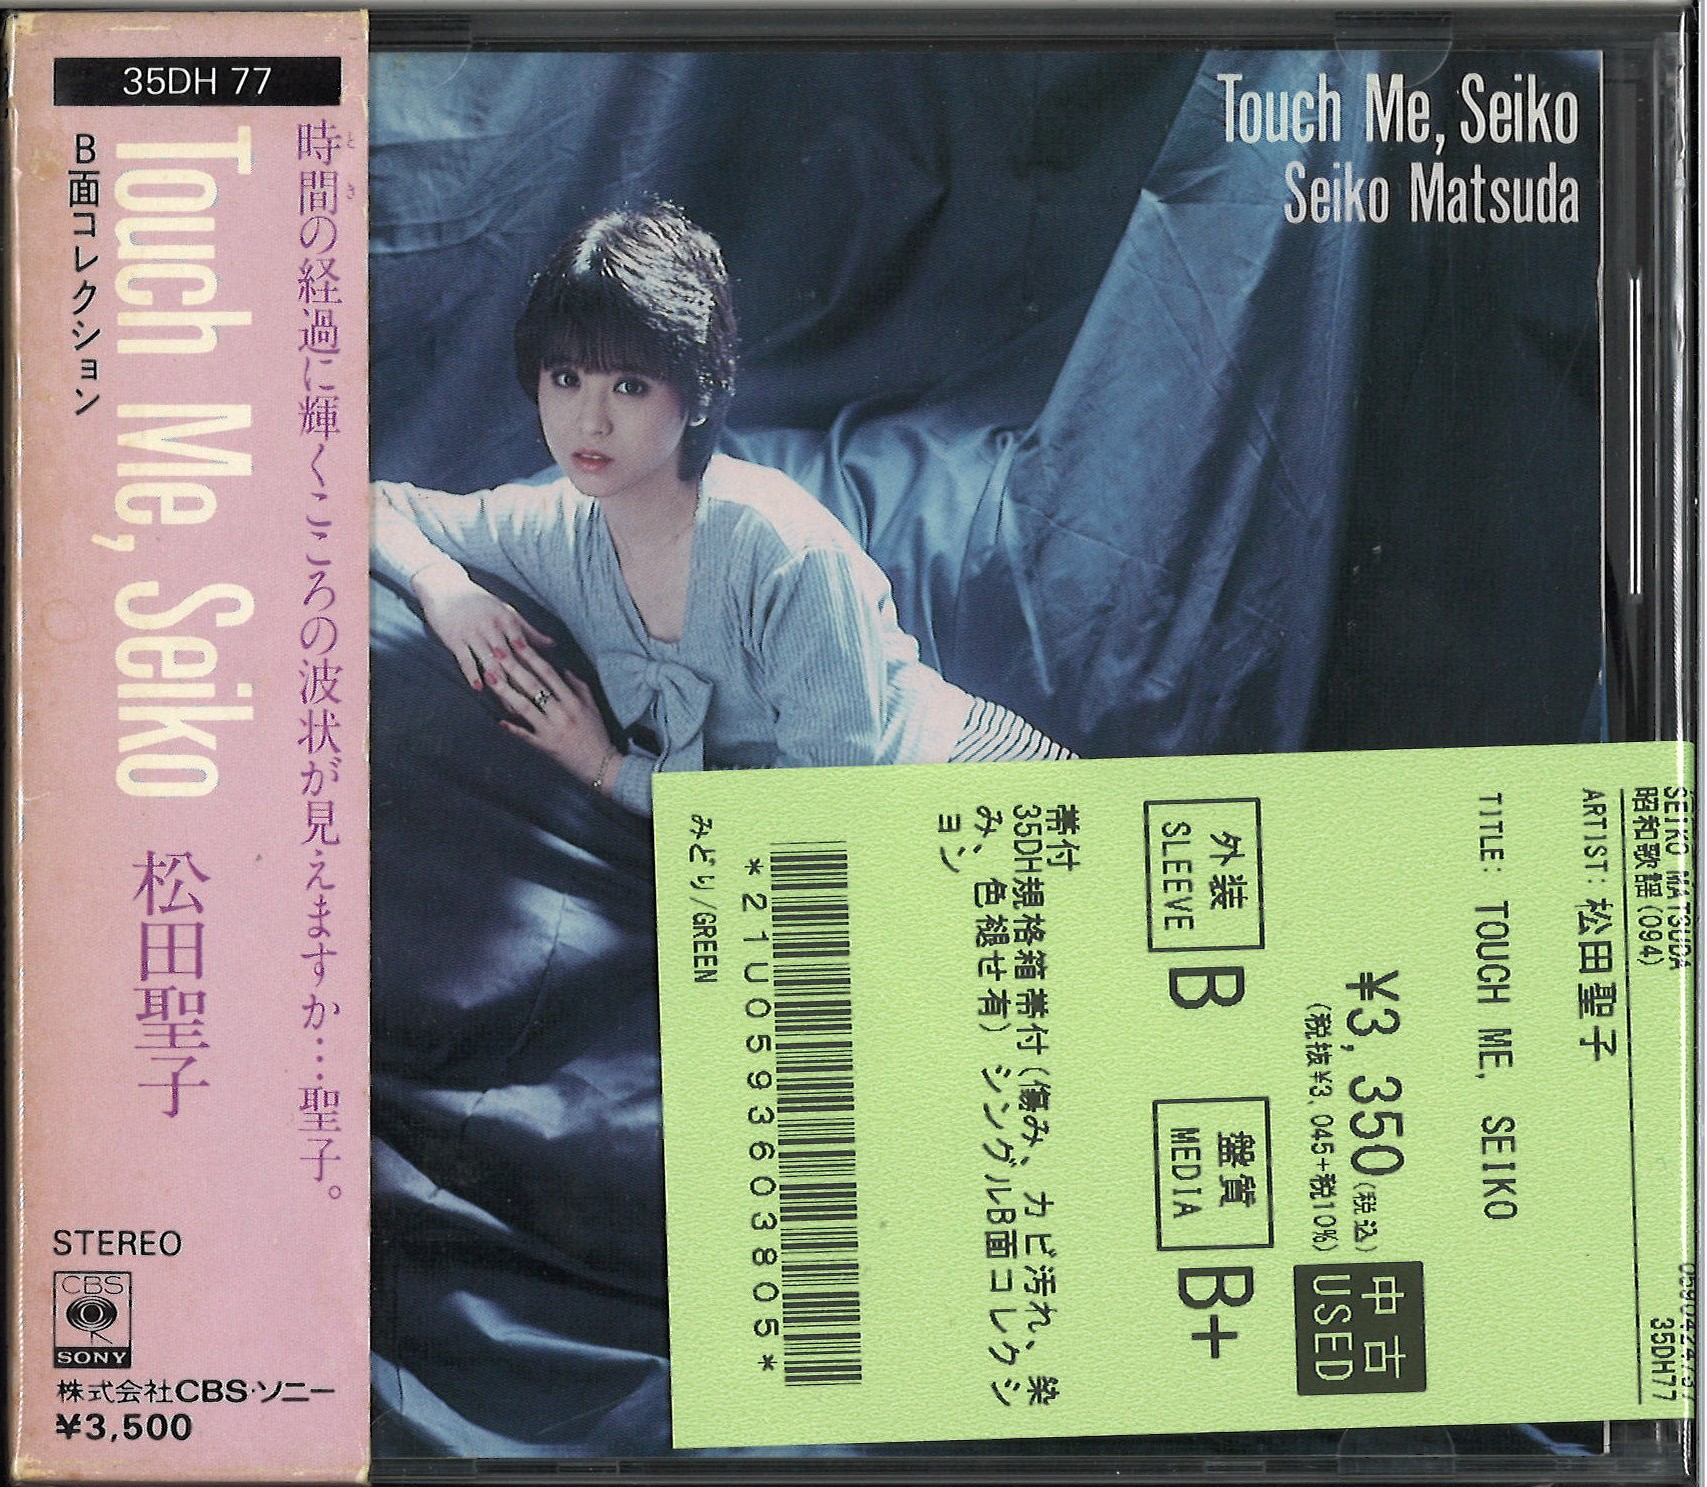 35DH 77
時間の経過に輝くこころの波状が見えますか…聖子。
とき
Touch Me, Seiko
松田聖子
B面コレクション
STEREO
CBS
SONY
株式会社CBS・ソニー
¥3,500
Touch Me, Seiko
Seiko Matsuda
SEIKO MATSUDA
35DH77
昭和歌謡(094)
ARTIST:松田聖子
TITLE: TOUCH ME, SEIKO
¥3,350(税込)
(税抜¥3,045+税10%)
中古
USED
外装
SLEEVE
B
盤質
MEDIA
B+
帯付
35DH規格箱帯付(傷み、カビ汚れ、染
み、色褪せ有)シングルB面コレクシ
ョン
*21U0593603805*
みどり/GREEN